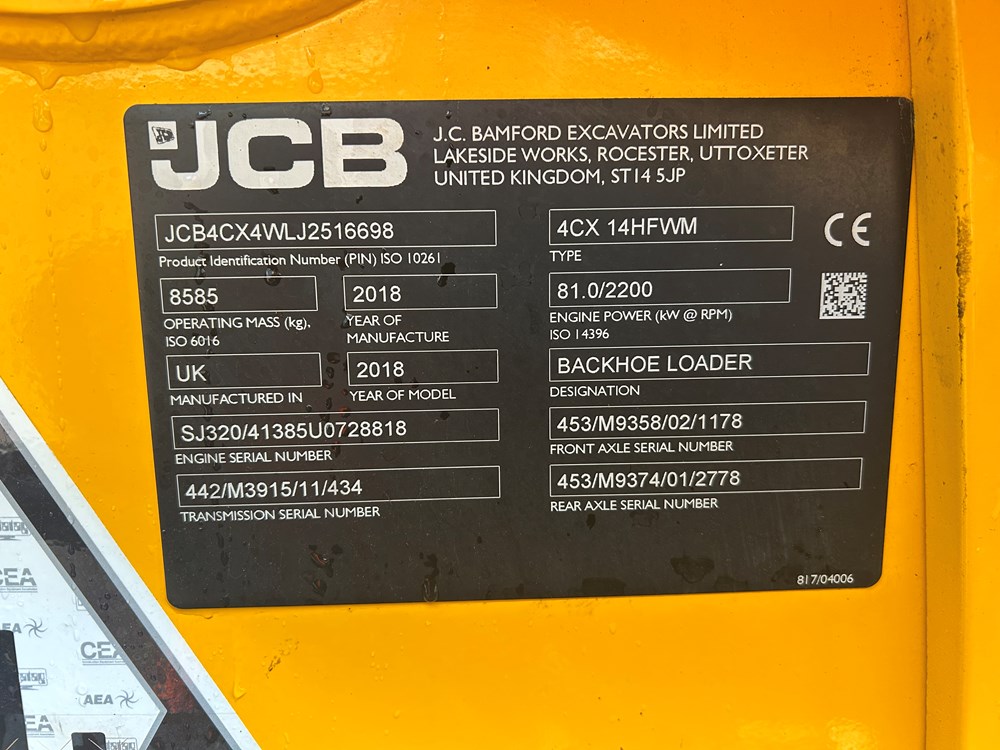 JCB
J.C. BAMFORD EXCAVATORS LIMITED
LAKESIDE WORKS, ROCESTER, UTTOXETER
UNITED KINGDOM, ST14 5JP
JCB4CX4WLJ2516698
Product Identification Number (PIN) ISO 10261
8585
OPERATING MASS (kg),
ISO 6016
2018
YEAR OF
MANUFACTURE
UK
MANUFACTURED IN
2018
YEAR OF MODEL
SJ320/41385U0728818
ENGINE SERIAL NUMBER
442/M3915/11/434
TRANSMISSION SERIAL NUMBER
4CX 14HFWM
TYPE
CE
81.0/2200
ENGINE POWER (kW @ RPM)
ISO 14396
BACKHOE LOADER
DESIGNATION
453/M9358/02/1178
FRONT AXLE SERIAL NUMBER
453/M9374/01/2778
REAR AXLE SERIAL NUMBER
817/04006
CEA
EA
CE
AEA
EA